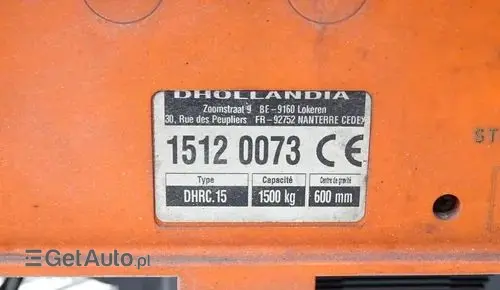 DHOLLANDIA
Zoomstraat 9 BE-9160 Lokeren
30, Rue des Peupliers FR-92752 NANTERRE CEDEX
1512 0073 CE
Type Capacité Centre de gravité
DHRC.15 1500 kg 600 mm
ST
GetAuto.pl